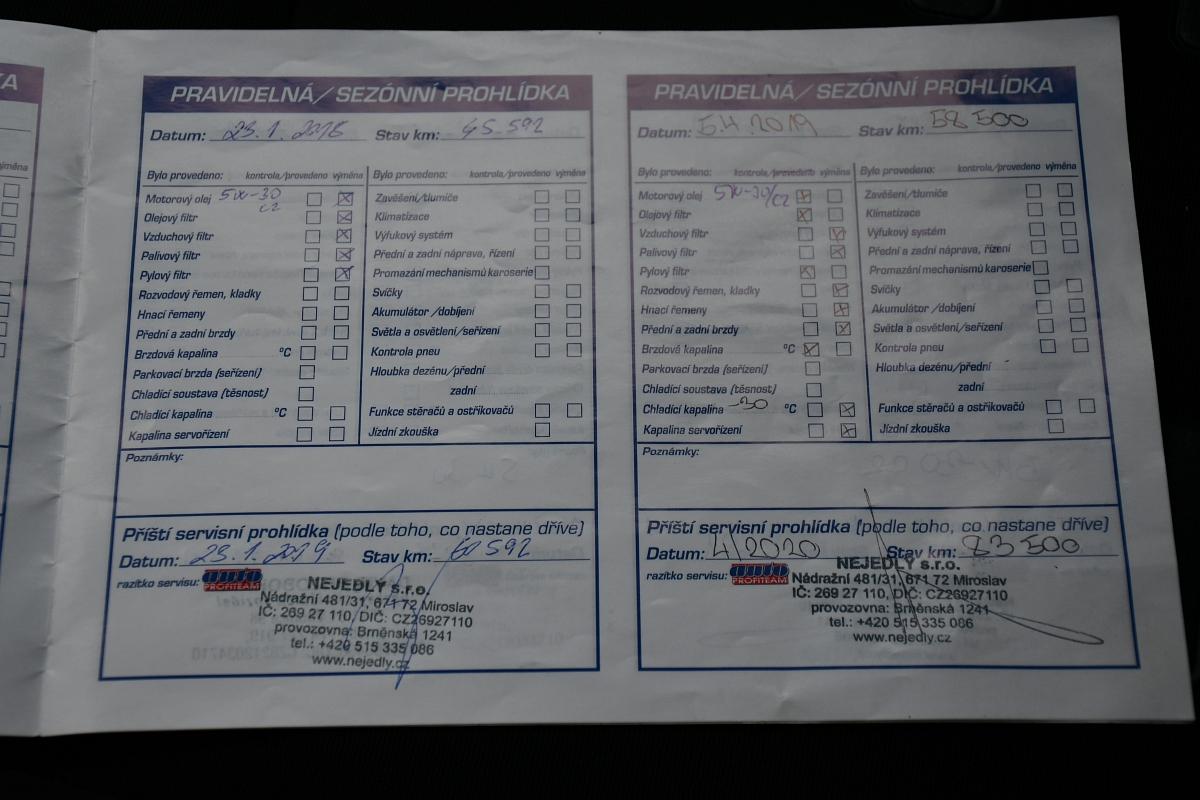 KA
výměna
PRAVIDELNÁ/SEZÓNNÍ PROHLÍDKA
Datum: 23.1.2018 Stav km: 45.592
Bylo provedeno: kontrola/provedeno výměna
Motorový olej 5W-30 C2
Olejový filtr
Vzduchový filtr
Palivový filtr
Pylový filtr
Rozvodový řemen, kladky
Hnací řemeny
Přední a zadní brzdy
Brzdová kapalina °C
Parkovací brzda (seřízení)
Chladící soustava (těsnost)
Chladící kapalina °C
Kapalina servořízení
Bylo provedeno: kontrola/provedeno výměna
Zavěšení/tlumiče
Klimatizace
Výfukový systém
Přední a zadní náprava, řízení
Promazání mechanismů karoserie
Svíčky
Akumulátor /dobíjení
Světla a osvětlení/seřízení
Kontrola pneu
Hloubka dezénu/přední
zadní
Funkce stěračů a ostřikovačů
Jízdní zkouška
Poznámky:
Příští servisní prohlídka (podle toho, co nastane dříve)
Datum: 23.1.2019 Stav km: 60592
razítko servisu: auto PROFITEAM
NEJEDLÝ s.r.o.
Nádražní 481/31, 671 72 Miroslav
IČ: 269 27 110, DIČ: CZ26927110
provozovna: Brněnská 1241
tel.: +420 515 335 086
www.nejedly.cz
PRAVIDELNÁ/SEZÓNNÍ PROHLÍDKA
Datum: 5.4.2019 Stav km: 58500
Bylo provedeno: kontrola/provedeno výměna
Motorový olej 5W-30/C2
Olejový filtr
Vzduchový filtr
Palivový filtr
Pylový filtr
Rozvodový řemen, kladky
Hnací řemeny
Přední a zadní brzdy
Brzdová kapalina °C
Parkovací brzda (seřízení)
Chladící soustava (těsnost)
Chladící kapalina -30 °C
Kapalina servořízení
Bylo provedeno: kontrola/provedeno výměna
Zavěšení/tlumiče
Klimatizace
Výfukový systém
Přední a zadní náprava, řízení
Promazání mechanismů karoserie
Svíčky
Akumulátor /dobíjení
Světla a osvětlení/seřízení
Kontrola pneu
Hloubka dezénu/přední
zadní
Funkce stěračů a ostřikovačů
Jízdní zkouška
Poznámky:
Příští servisní prohlídka (podle toho, co nastane dříve)
Datum: 4/2020 Stav km: 83500
razítko servisu: auto PROFITEAM
NEJEDLÝ s.r.o.
Nádražní 481/31, 671 72 Miroslav
IČ: 269 27 110, DIČ: CZ26927110
provozovna: Brněnská 1241
tel.: +420 515 335 086
www.nejedly.cz